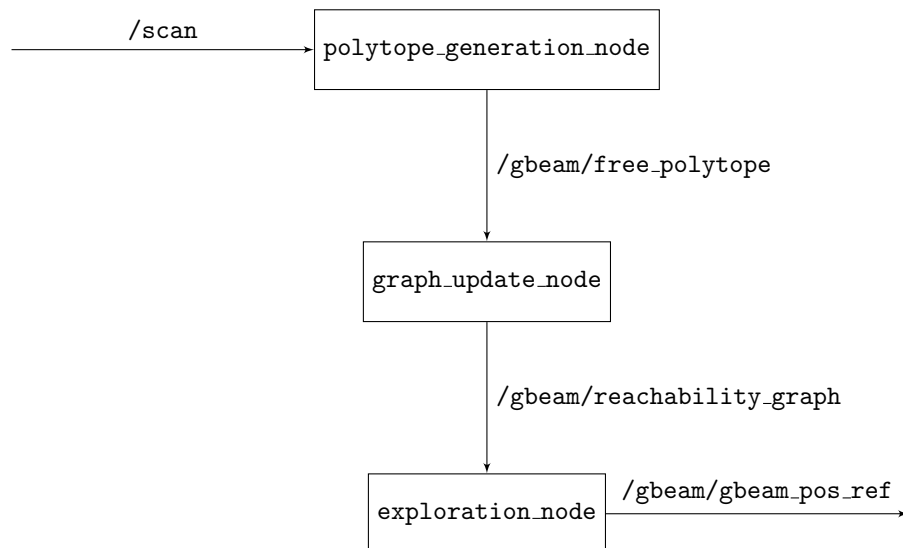 /scan
polytope_generation_node
/gbeam/free_polytope
graph_update_node
/gbeam/reachability_graph
/gbeam/gbeam_pos_ref
exploration_node